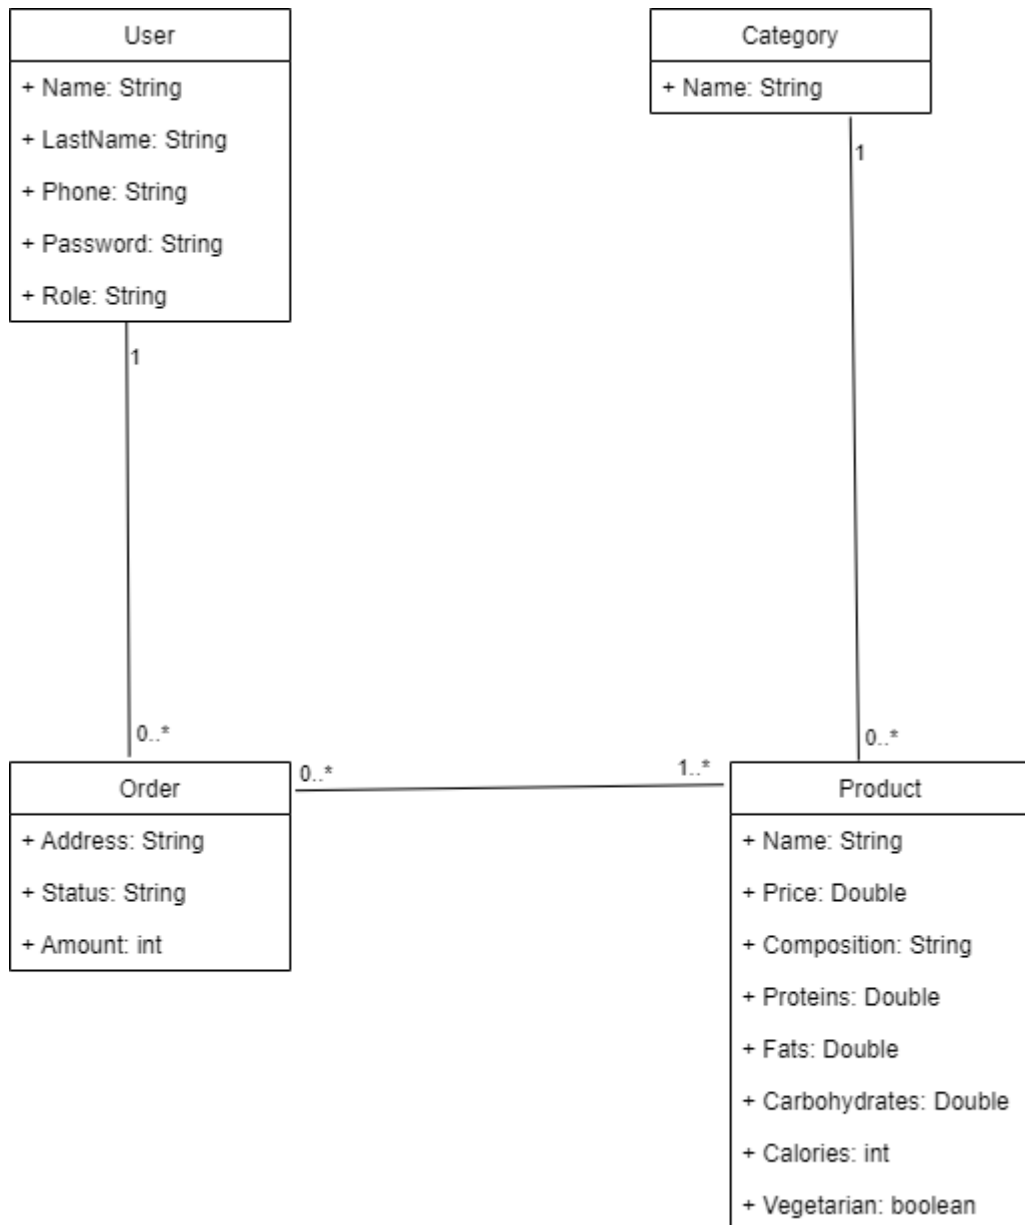 User
+ Name: String
+ LastName: String
+ Phone: String
+ Password: String
+ Role: String
1
0..*
Category
+ Name: String
1
0..*
Order
+ Address: String
+ Status: String
+ Amount: int
0..*
1..*
Product
+ Name: String
+ Price: Double
+ Composition: String
+ Proteins: Double
+ Fats: Double
+ Carbohydrates: Double
+ Calories: int
+ Vegetarian: boolean